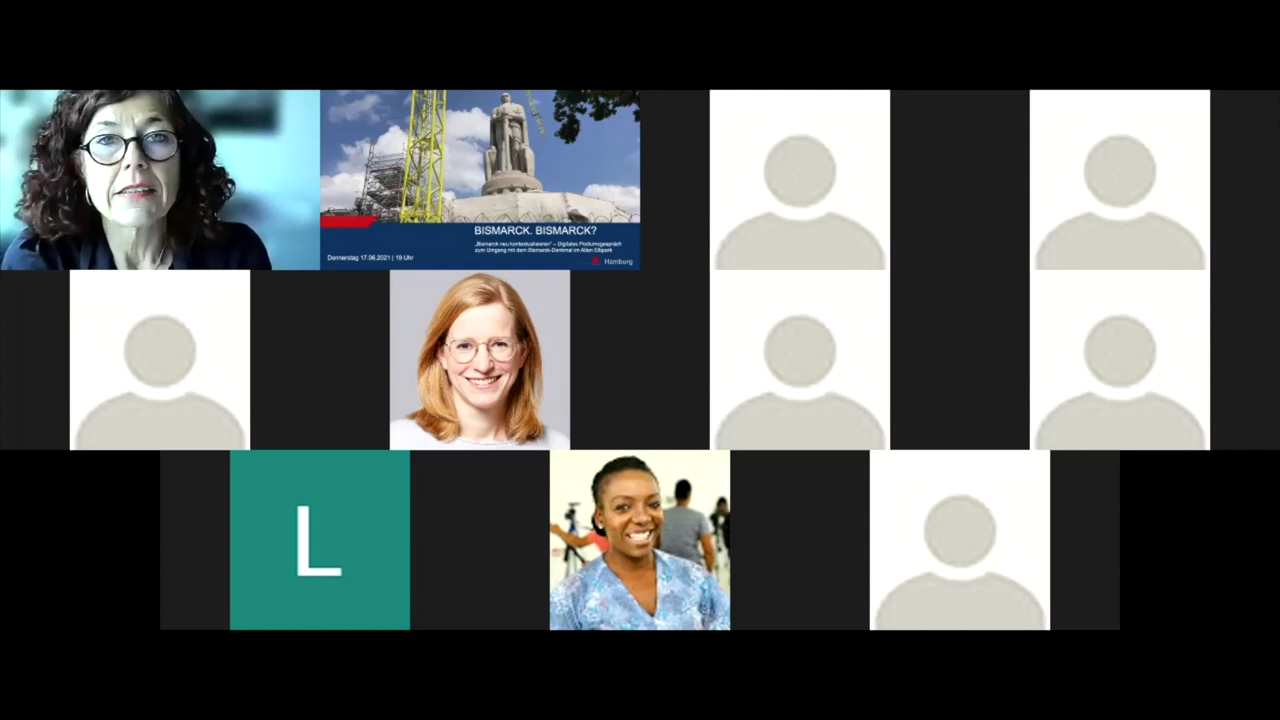 BISMARCK. BISMARCK?
„Bismarck neu kontextualisieren“ – Digitales Podiumsgespräch
zum Umgang mit dem Bismarck-Denkmal im Alten Elbpark
Donnerstag 17.06.2021 | 19 Uhr
Hamburg
L